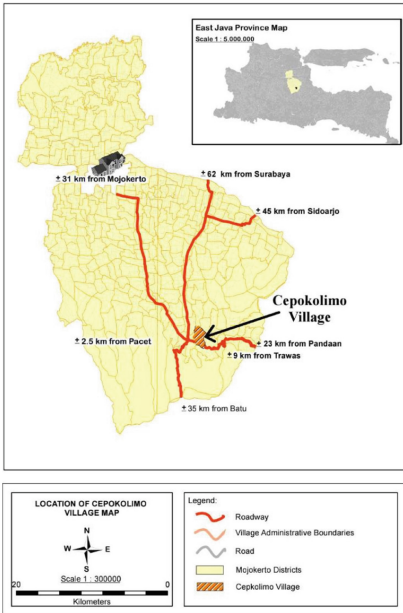 East Java Province Map
Scale 1 : 5.000.000
± 31 km from Mojokerto
± 62 km from Surabaya
± 45 km from Sidoarjo
Cepokolimo
Village
± 2.5 km from Pacet
± 23 km from Pandaan
± 9 km from Trawas
± 35 km from Batu
LOCATION OF CEPOKOLIMO
VILLAGE MAP
N
W E
S
Scale 1 : 300000
20 0
Kilometers
Legend:
Roadway
Village Administrative Boundaries
Road
Mojokerto Districts
Cepklimo Village